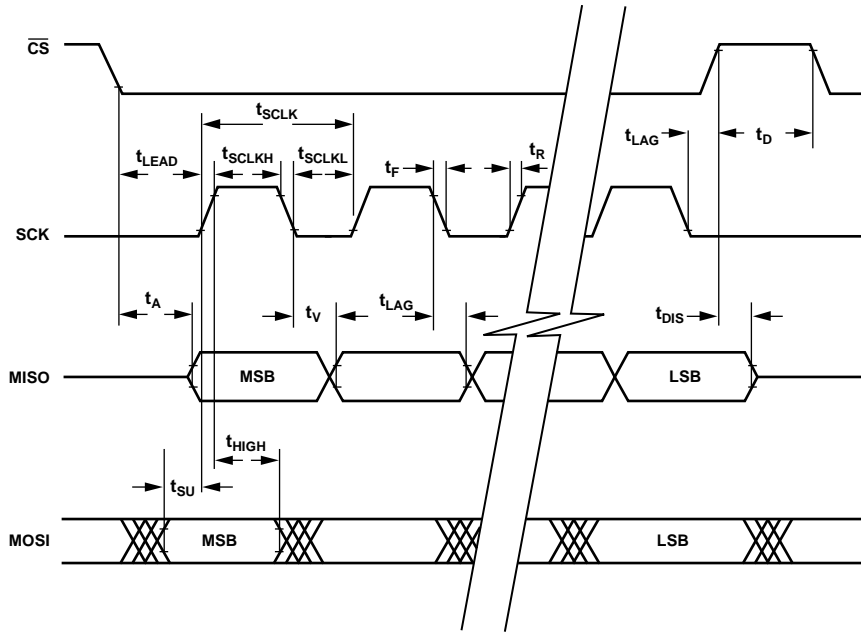 CS
tSCLK
tLEAD
tSCLKH
tSCLKL
tF
tR
tLAG
tD
SCK
tA
tV
tLAG
tDIS
MISO
MSB
LSB
tHIGH
tSU
MOSI
MSB
LSB